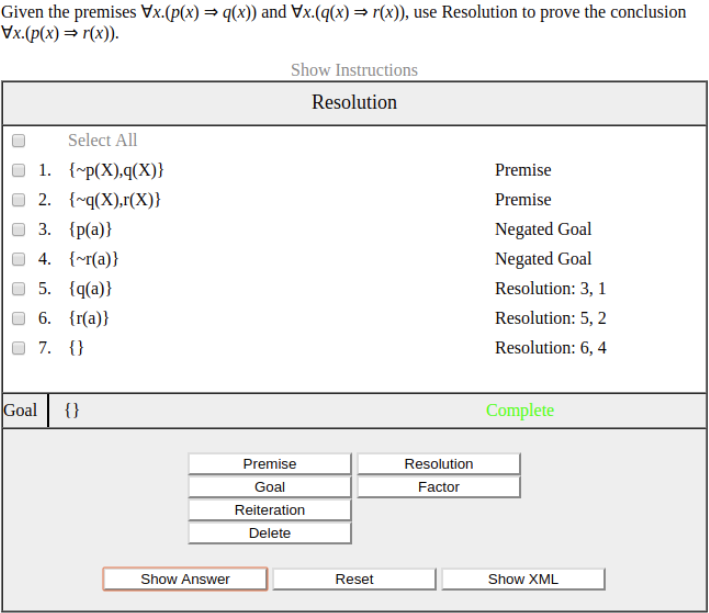 Given the premises ∀x.(p(x) ⇒ q(x)) and ∀x.(q(x) ⇒ r(x)), use Resolution to prove the conclusion
∀x.(p(x) ⇒ r(x)).
Show Instructions
Resolution
Select All
1. {~p(X),q(X)} Premise
2. {~q(X),r(X)} Premise
3. {p(a)} Negated Goal
4. {~r(a)} Negated Goal
5. {q(a)} Resolution: 3, 1
6. {r(a)} Resolution: 5, 2
7. {} Resolution: 6, 4
Goal {} Complete
Premise Resolution
Goal Factor
Reiteration
Delete
Show Answer Reset Show XML